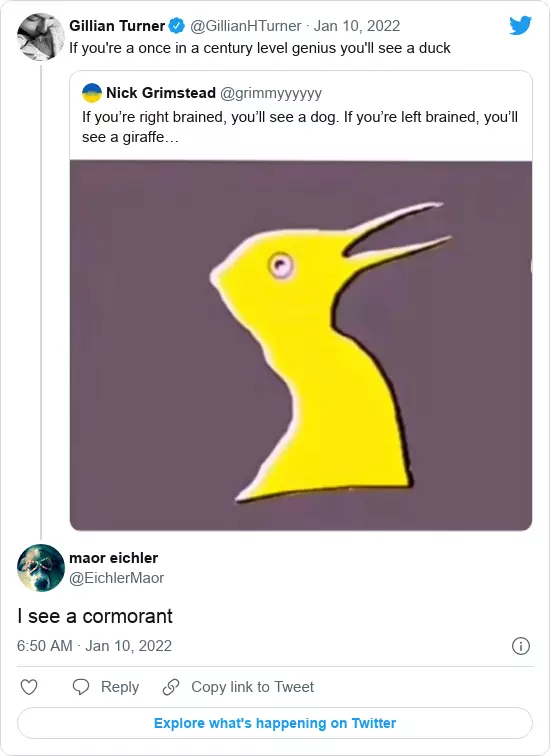 Gillian Turner @GillianHTurner · Jan 10, 2022
If you're a once in a century level genius you'll see a duck
Nick Grimstead @grimmyyyyyy
If you’re right brained, you’ll see a dog. If you’re left brained, you’ll
see a giraffe…
maor eichler
@EichlerMaor
I see a cormorant
6:50 AM · Jan 10, 2022
Reply
Copy link to Tweet
Explore what's happening on Twitter